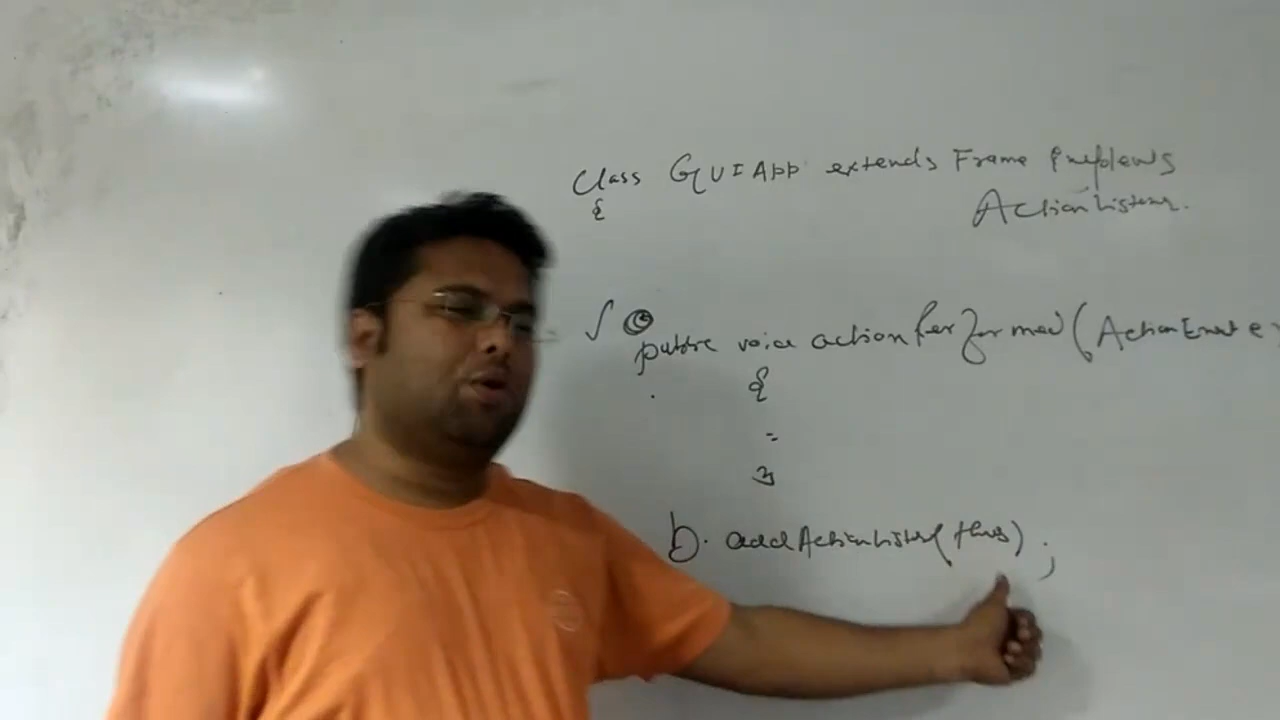 class GUIApp extends Frame implements
ActionListener.
{
public void actionPerformed(ActionEvent e
{
}
b. addActionListener(this);